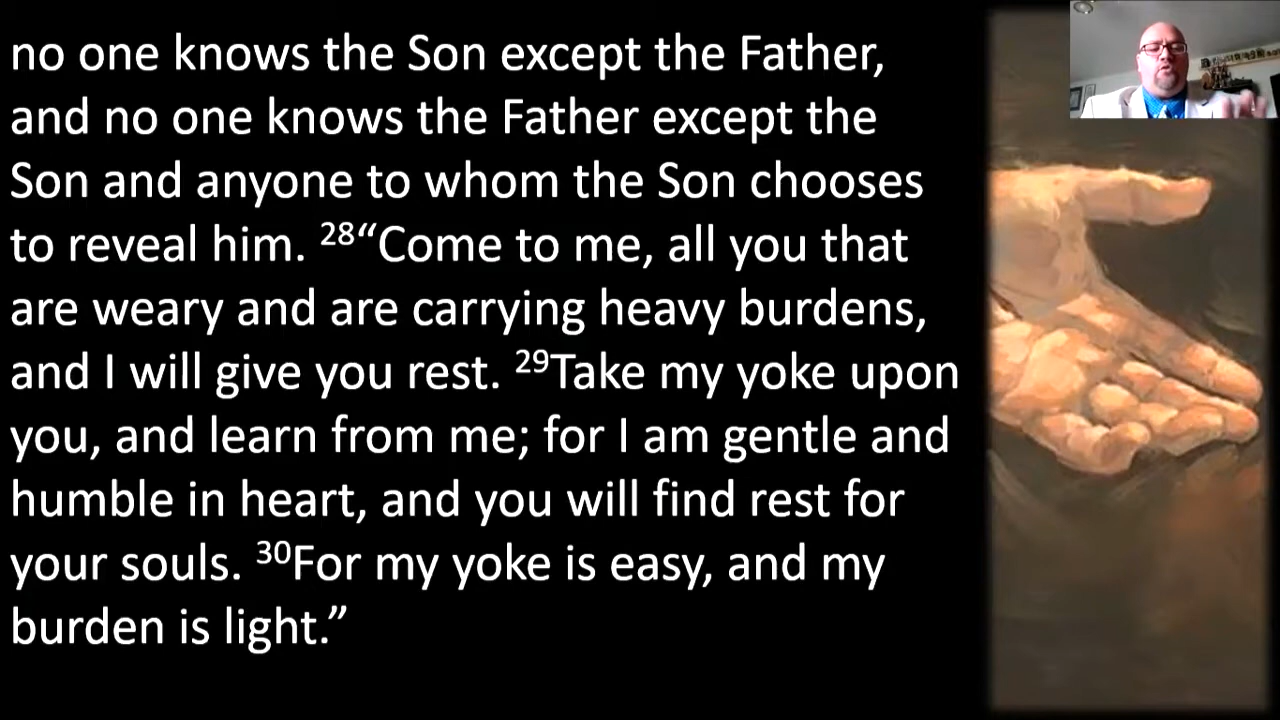 no one knows the Son except the Father,
and no one knows the Father except the
Son and anyone to whom the Son chooses
to reveal him. ²⁸“Come to me, all you that
are weary and are carrying heavy burdens,
and I will give you rest. ²⁹Take my yoke upon
you, and learn from me; for I am gentle and
humble in heart, and you will find rest for
your souls. ³⁰For my yoke is easy, and my
burden is light.”